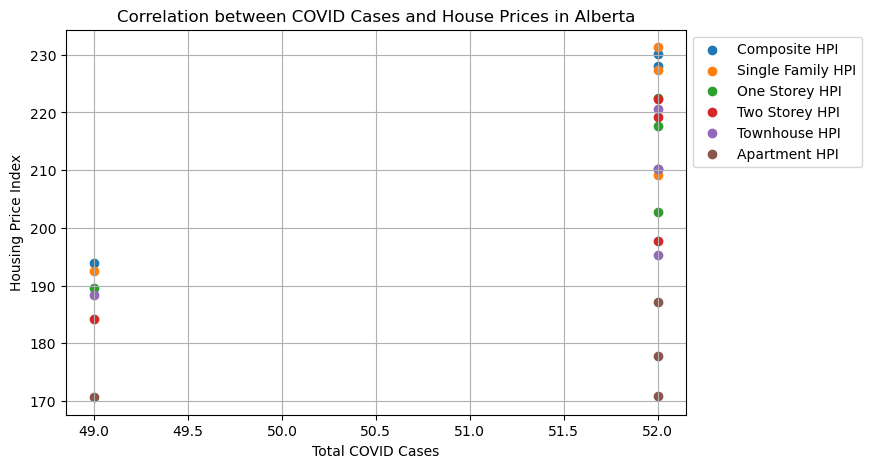 Correlation between COVID Cases and House Prices in Alberta
230
220
210
200
190
180
170
Housing Price Index
49.0 49.5 50.0 50.5 51.0 51.5 52.0
Total COVID Cases
Composite HPI
Single Family HPI
One Storey HPI
Two Storey HPI
Townhouse HPI
Apartment HPI